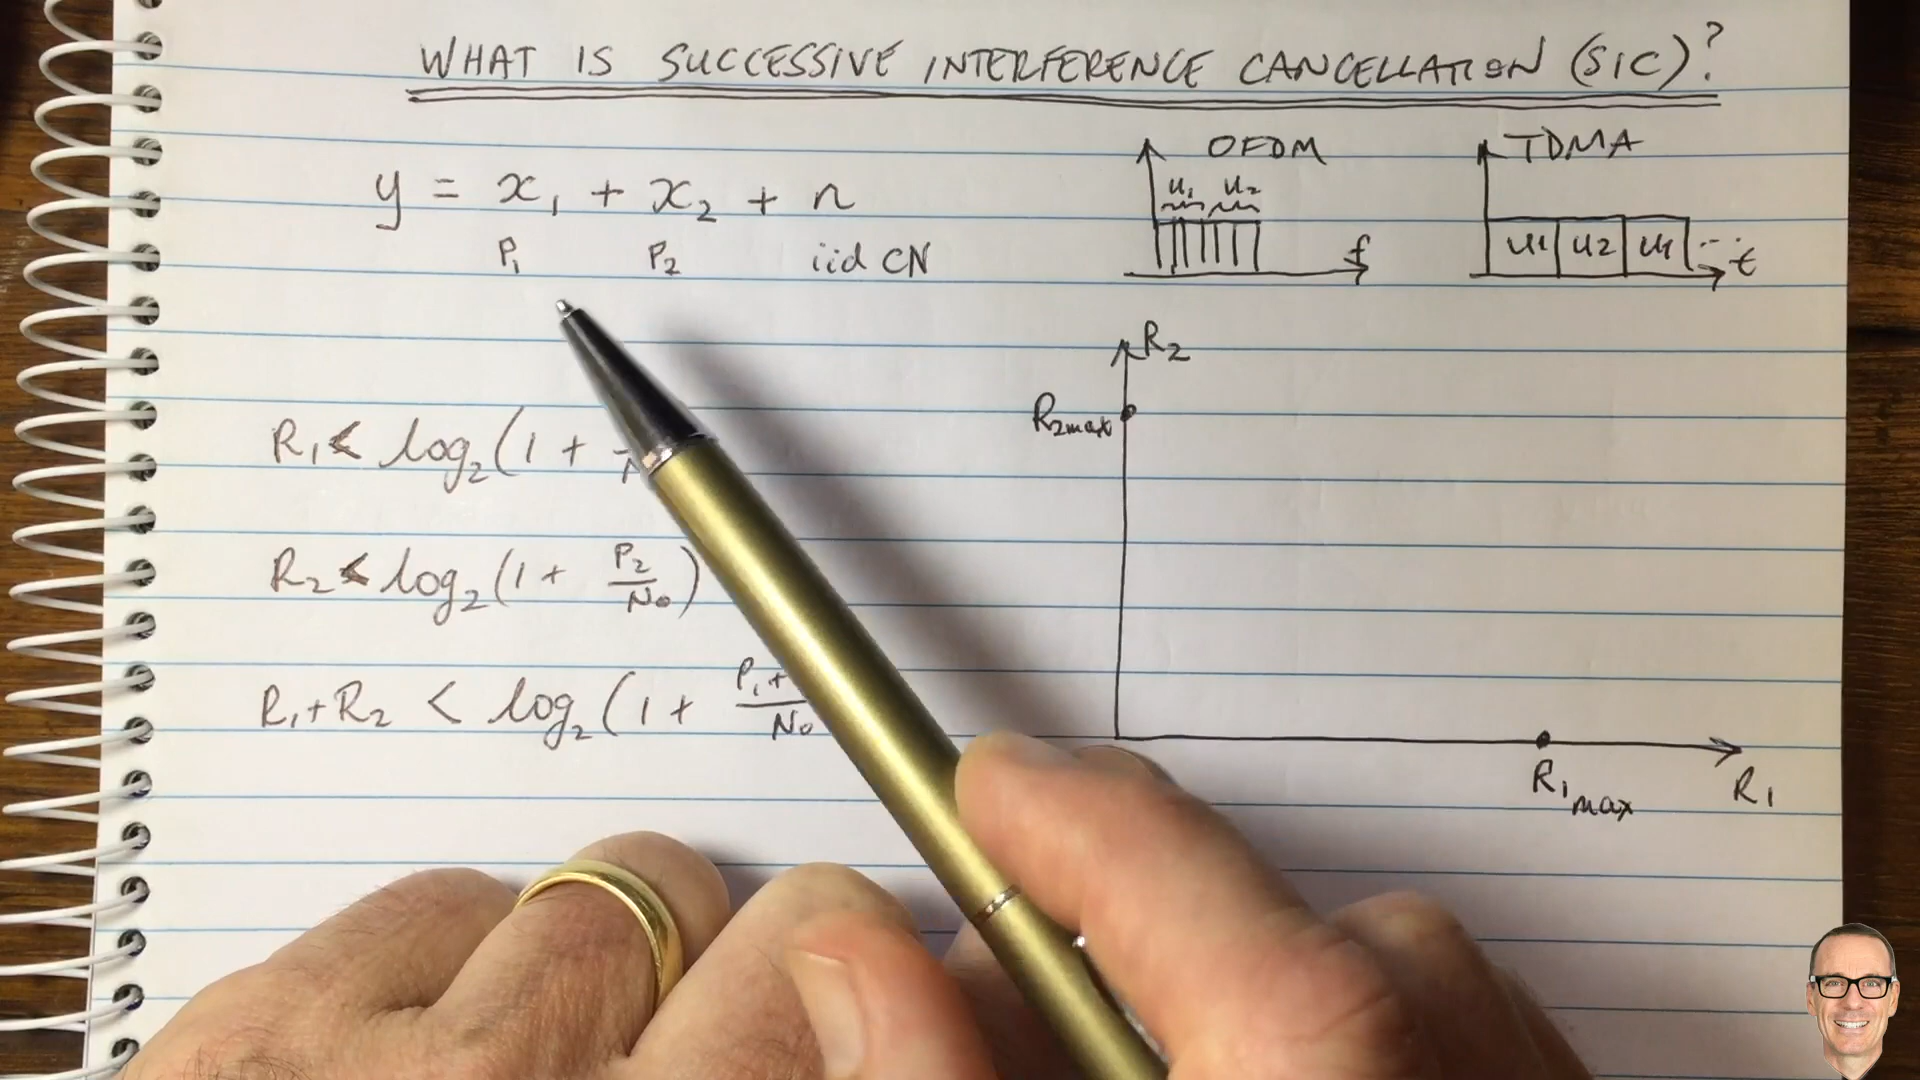 WHAT IS SUCCESSIVE INTERFERENCE CANCELLATION (SIC)?
y = x₁ + x₂ + n
P₁ P₂ iid CN
OFDM
u₁ u₂
f
TDMA
u1 u2 u1 ...
t
R₁ < log₂(1 +
R₂ < log₂(1 + P₂/N₀)
R₁+R₂ < log₂(1 + P₁+ /N₀
R₂
R₂max
R₁max
R₁